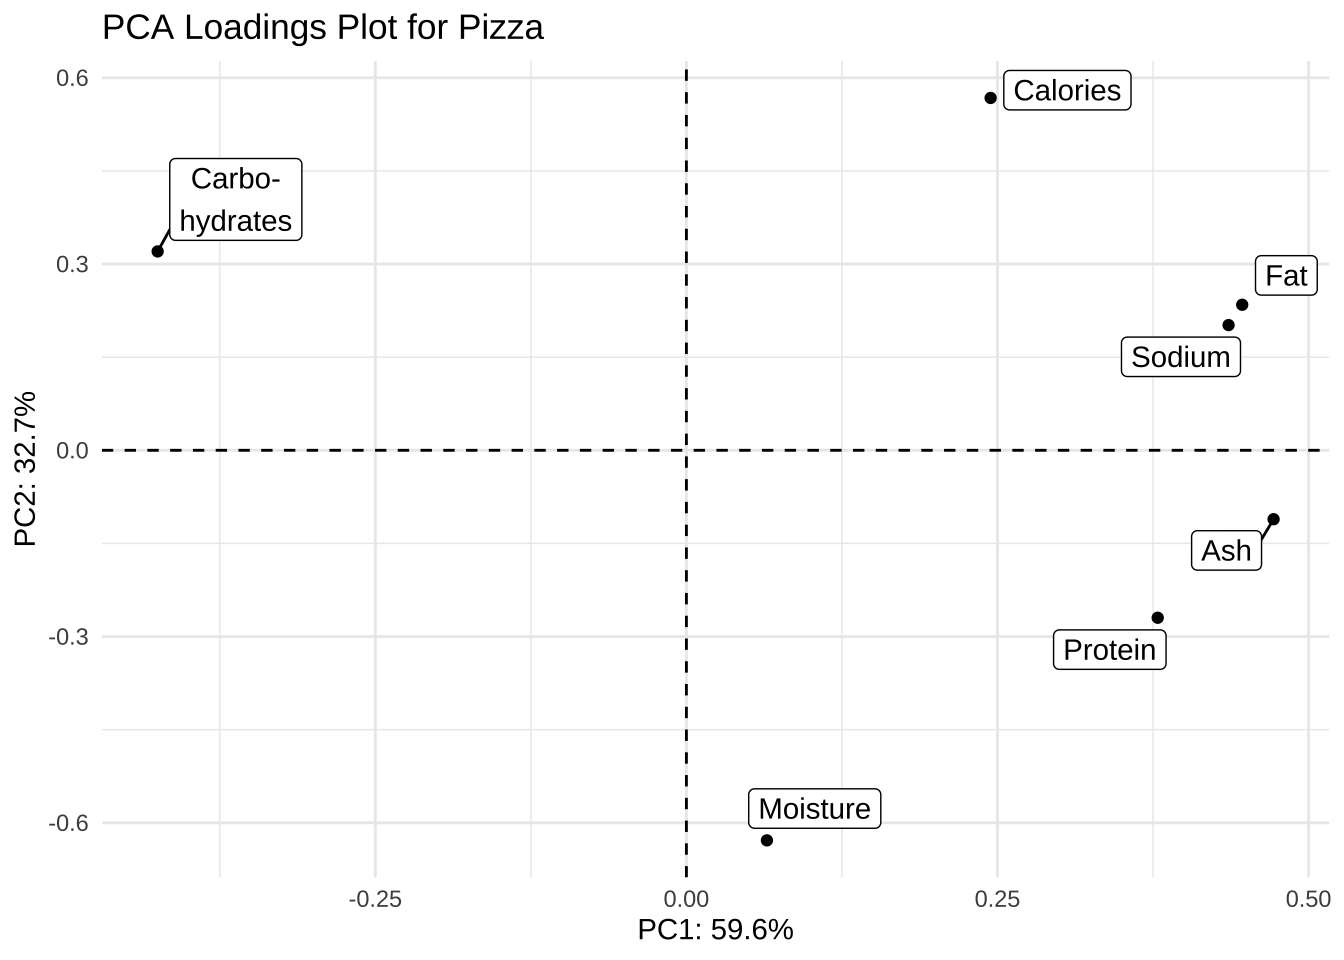 PCA Loadings Plot for Pizza
0.6
Calories
Carbo-
hydrates
0.3
Fat
Sodium
PC2: 32.7%
0.0
Ash
-0.3
Protein
Moisture
-0.6
-0.25
0.00
0.25
0.50
PC1: 59.6%